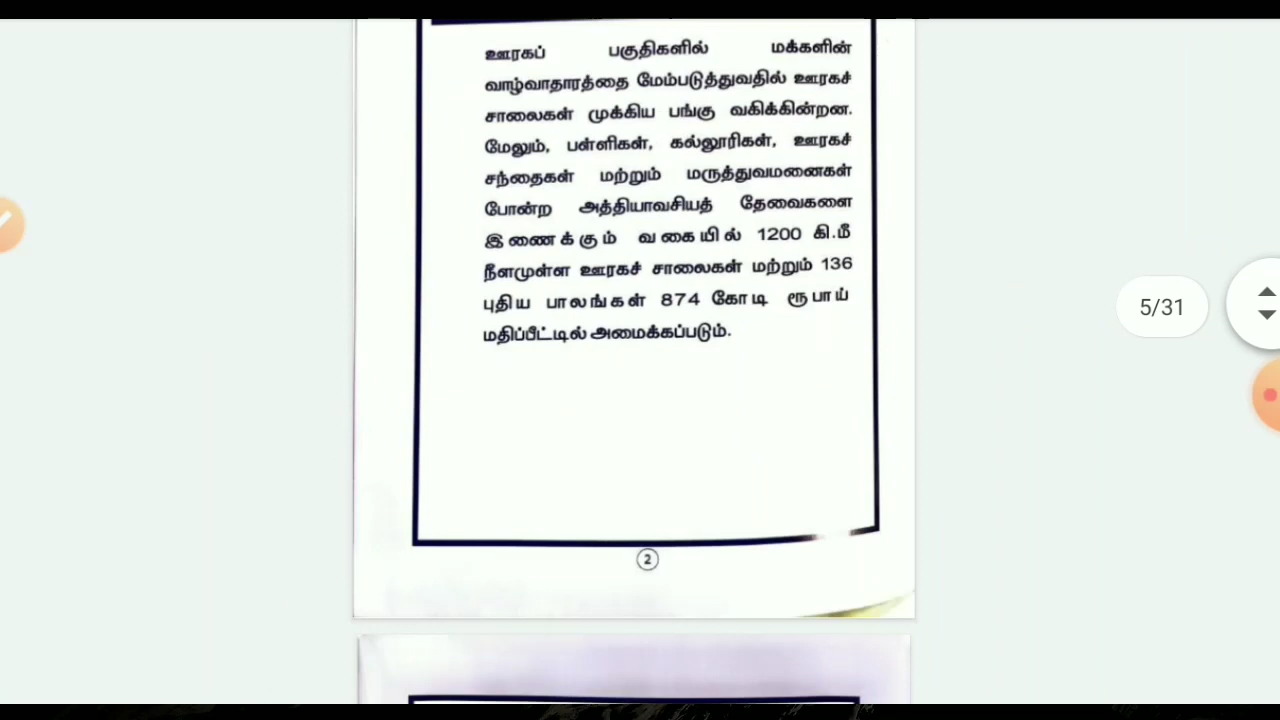 ஊரகப் பகுதிகளில் மக்களின்
வாழ்வாதாரத்தை மேம்படுத்துவதில் ஊரகச்
சாலைகள் முக்கிய பங்கு வகிக்கின்றன.
மேலும், பள்ளிகள், கல்லூரிகள், ஊரகச்
சந்தைகள் மற்றும் மருத்துவமனைகள்
போன்ற அத்தியாவசியத் தேவைகளை
இணைக்கும் வகையில் 1200 கி.மீ
நீளமுள்ள ஊரகச் சாலைகள் மற்றும் 136
புதிய பாலங்கள் 874 கோடி ரூபாய்
மதிப்பீட்டில் அமைக்கப்படும்.
2
5/31